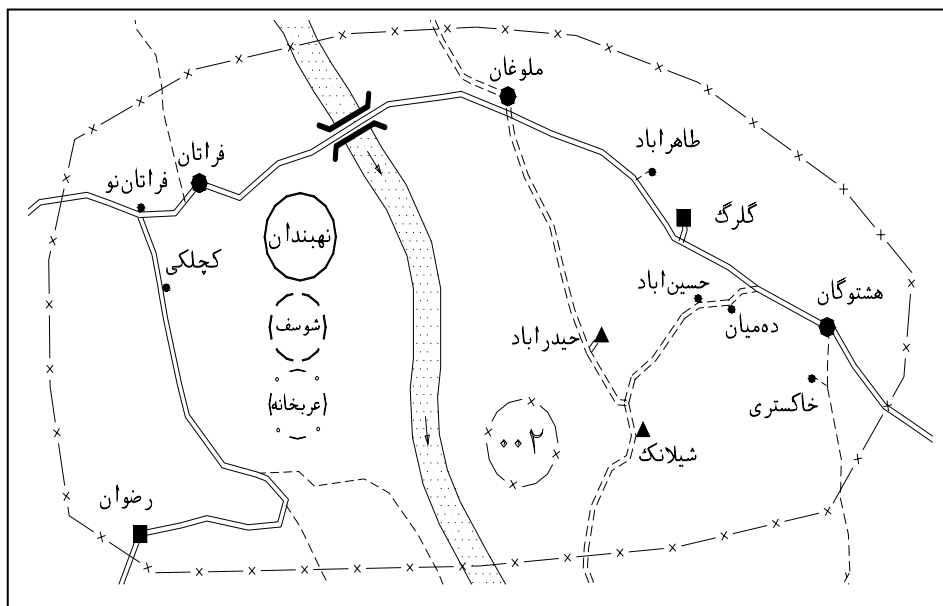 ملوغان
طاهراباد
فراتان
فراتان‌نو
گلرگ
نهبندان
کچلکی
حسین‌اباد
هشتوگان
شوسف
حیدراباد
ده‌میان
عربخانه
خاکستری
۰۰۲
شیلانک
رضوان